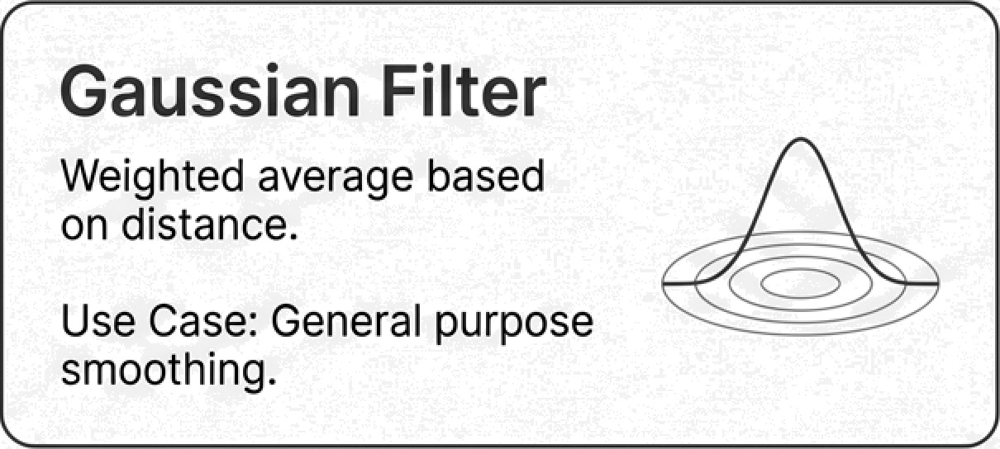 Gaussian Filter
Weighted average based
on distance.
Use Case: General purpose
smoothing.